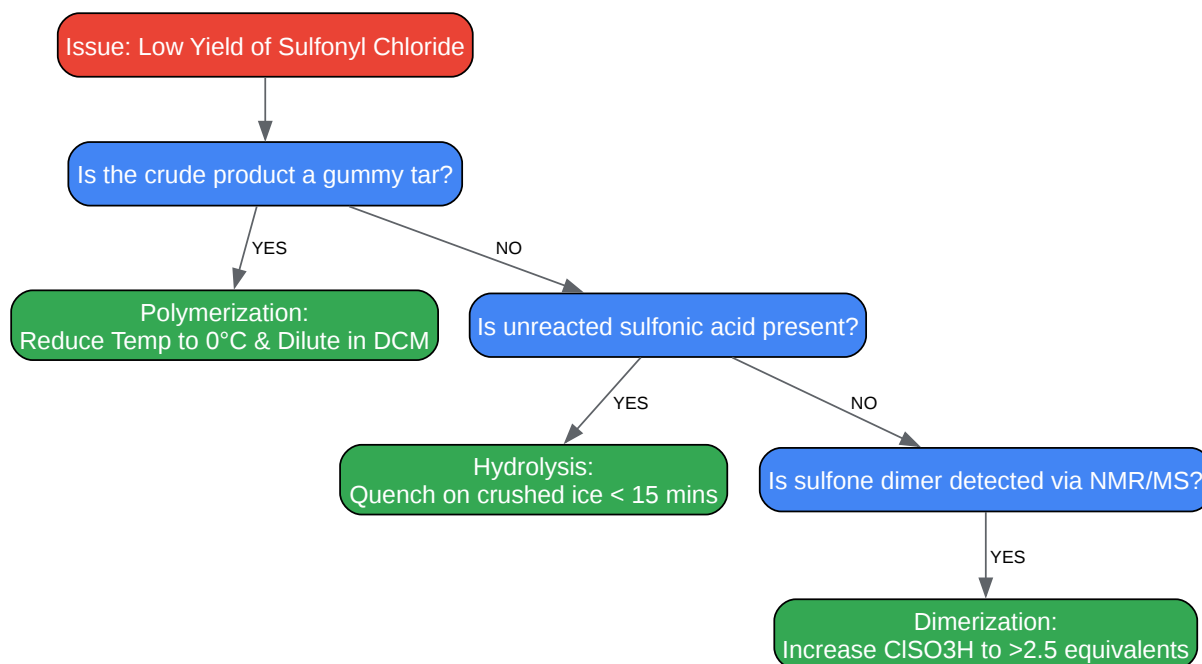 Issue: Low Yield of Sulfonyl Chloride
Is the crude product a gummy tar?
YES
NO
Polymerization:
Reduce Temp to 0°C & Dilute in DCM
Is unreacted sulfonic acid present?
YES
NO
Hydrolysis:
Quench on crushed ice < 15 mins
Is sulfone dimer detected via NMR/MS?
YES
Dimerization:
Increase ClSO3H to >2.5 equivalents